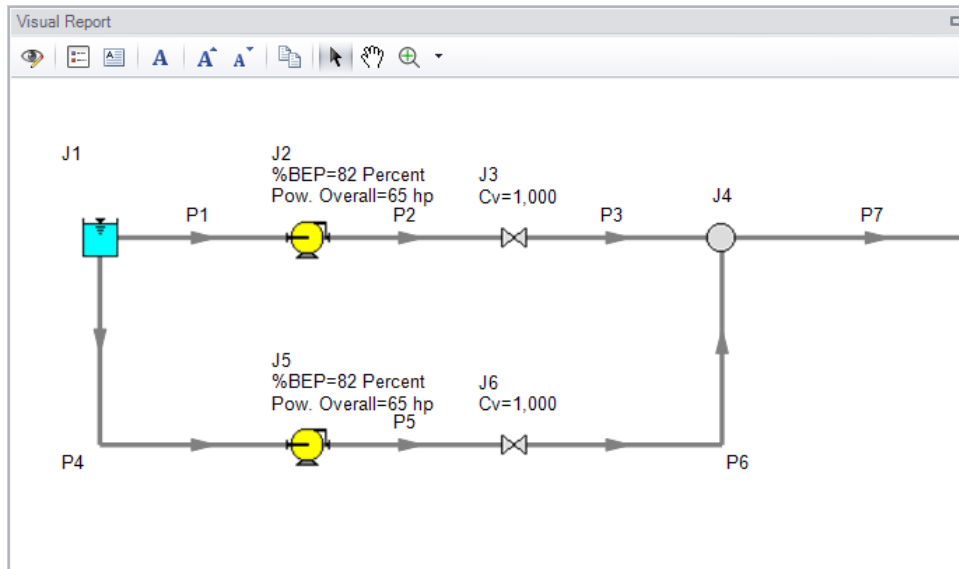 Visual Report
A A A
J1
J2
%BEP=82 Percent
Pow. Overall=65 hp
J3
Cv=1,000
J4
P1
P2
P3
P7
J5
%BEP=82 Percent
Pow. Overall=65 hp
J6
Cv=1,000
P5
P4
P6